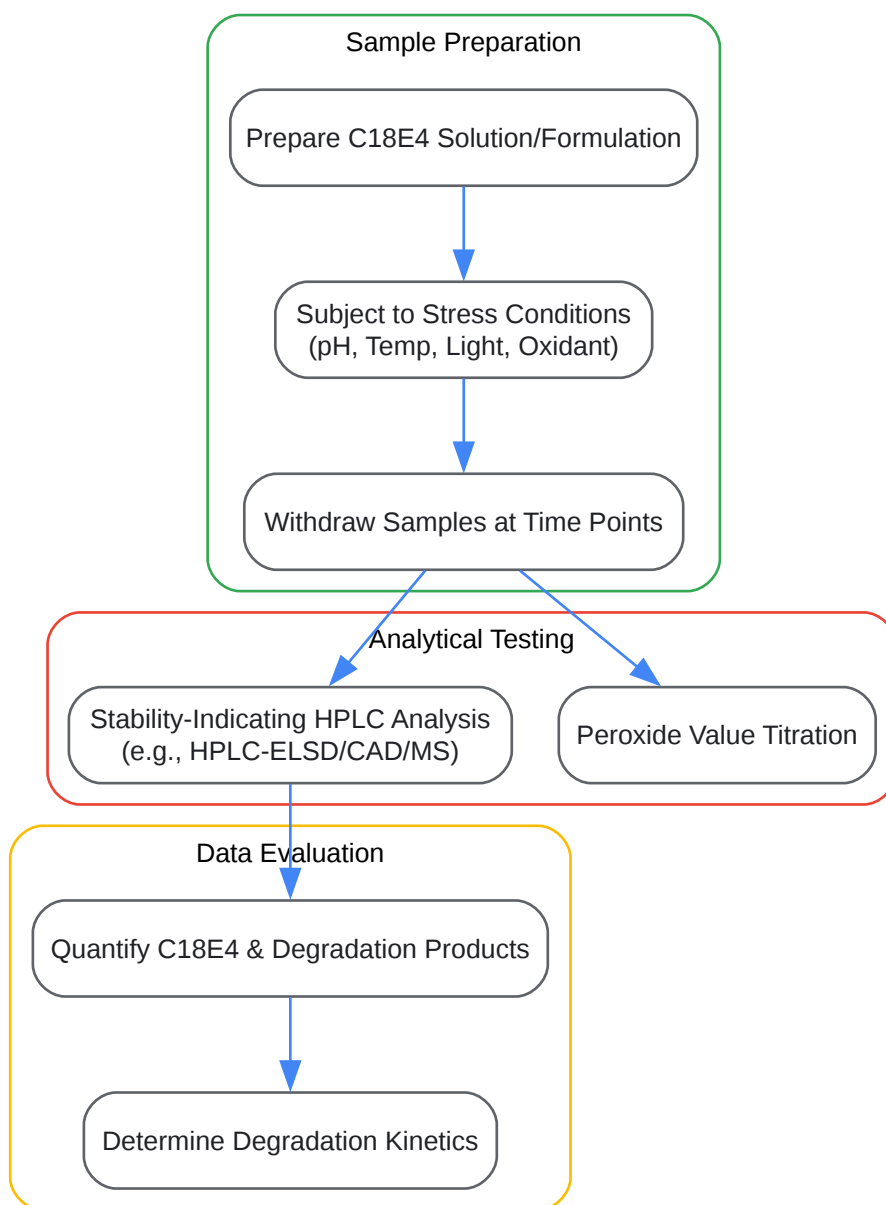 Sample Preparation
Prepare C18E4 Solution/Formulation
Subject to Stress Conditions
(pH, Temp, Light, Oxidant)
Withdraw Samples at Time Points
Analytical Testing
Stability-Indicating HPLC Analysis
(e.g., HPLC-ELSD/CAD/MS)
Peroxide Value Titration
Data Evaluation
Quantify C18E4 & Degradation Products
Determine Degradation Kinetics